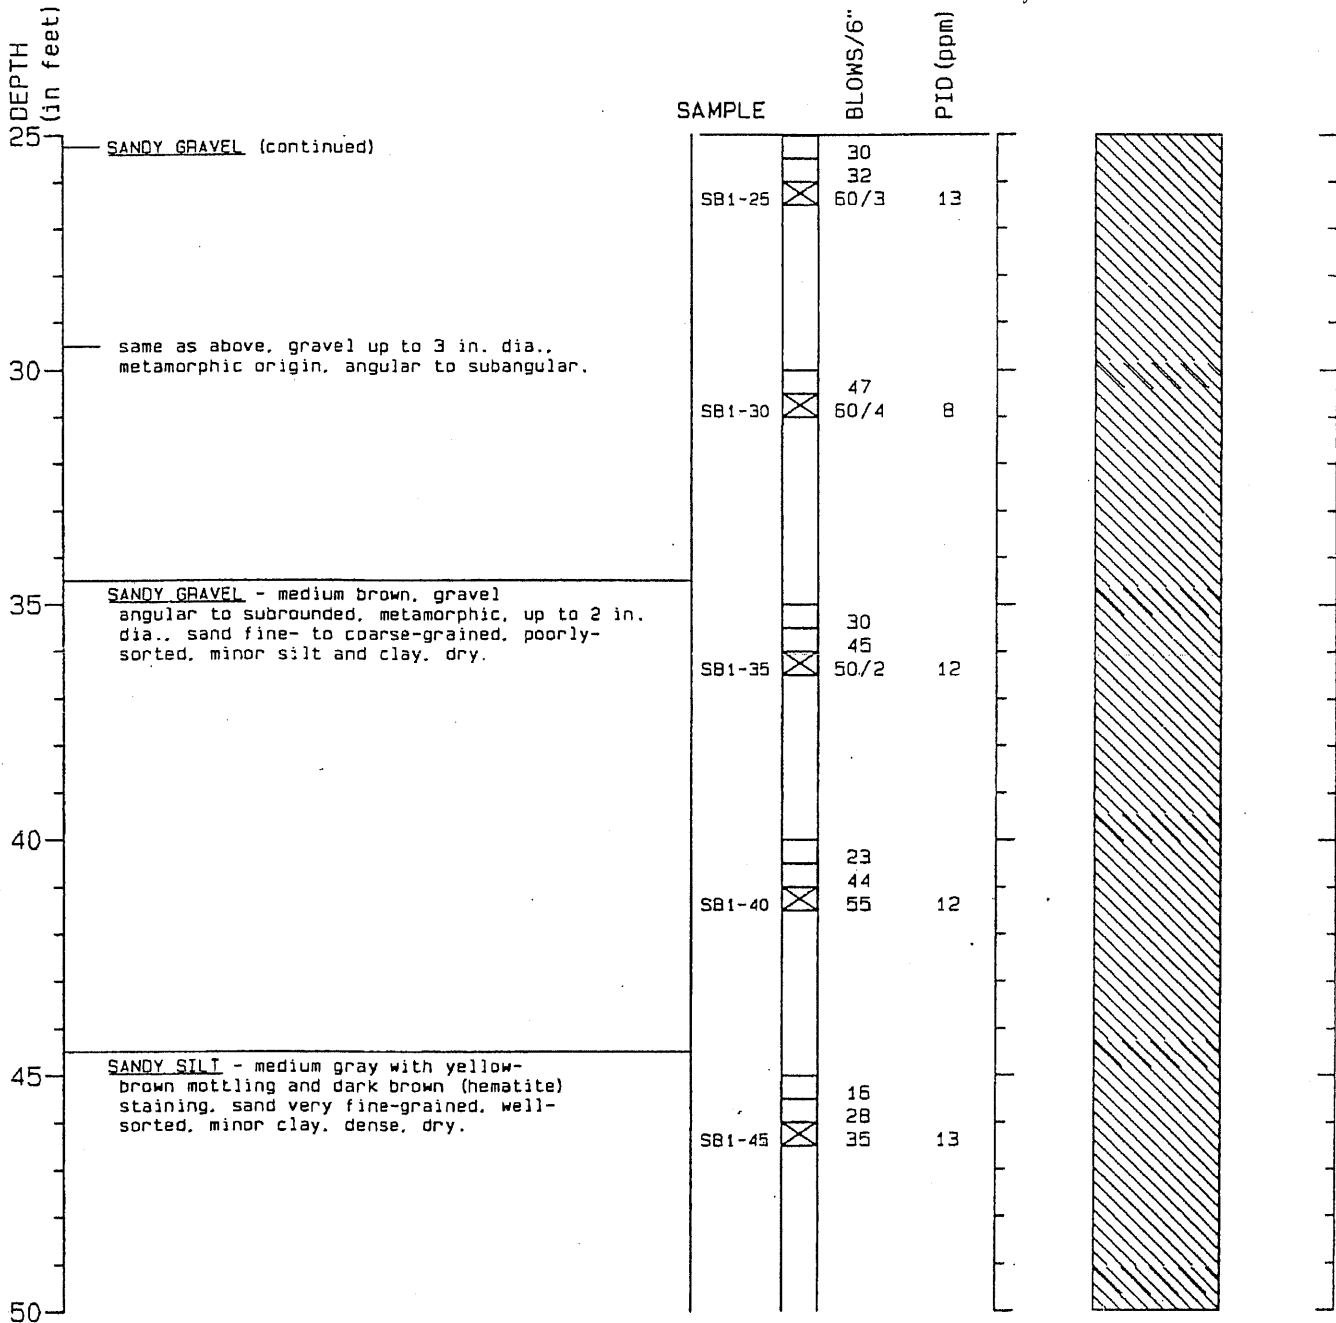 DEPTH
(in feet)
SAMPLE
BLOWS/6"
PID (ppm)
25
SANDY GRAVEL (continued)
30
32
SB1-25 60/3 13
same as above, gravel up to 3 in. dia.,
metamorphic origin, angular to subangular.
30
47
SB1-30 60/4 8
SANDY GRAVEL - medium brown, gravel
angular to subrounded, metamorphic, up to 2 in.
dia., sand fine- to coarse-grained, poorly-
sorted, minor silt and clay, dry.
35
30
45
SB1-35 50/2 12
40
23
44
SB1-40 55 12
SANDY SILT - medium gray with yellow-
brown mottling and dark brown (hematite)
staining, sand very fine-grained, well-
sorted, minor clay, dense, dry.
45
16
28
SB1-45 35 13
50